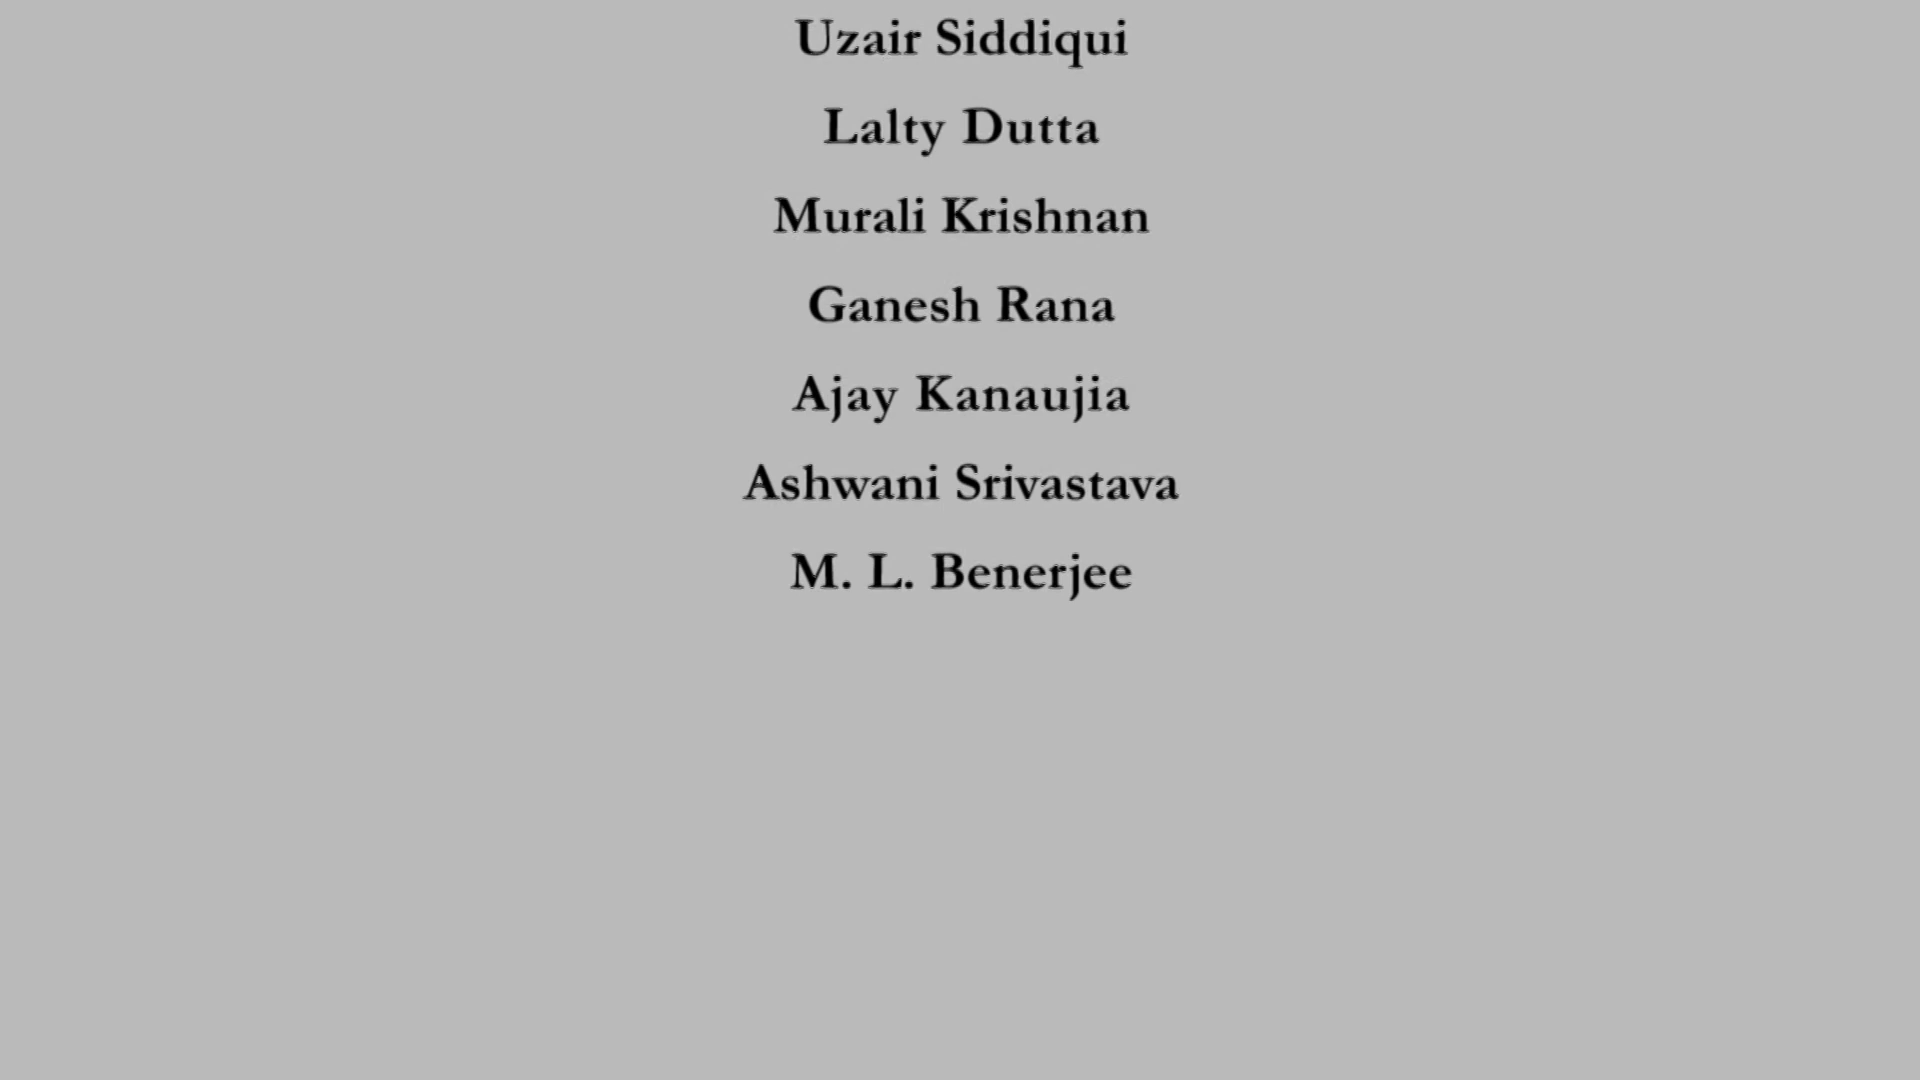 Uzair Siddiqui
Lalty Dutta
Murali Krishnan
Ganesh Rana
Ajay Kanaujia
Ashwani Srivastava
M. L. Benerjee